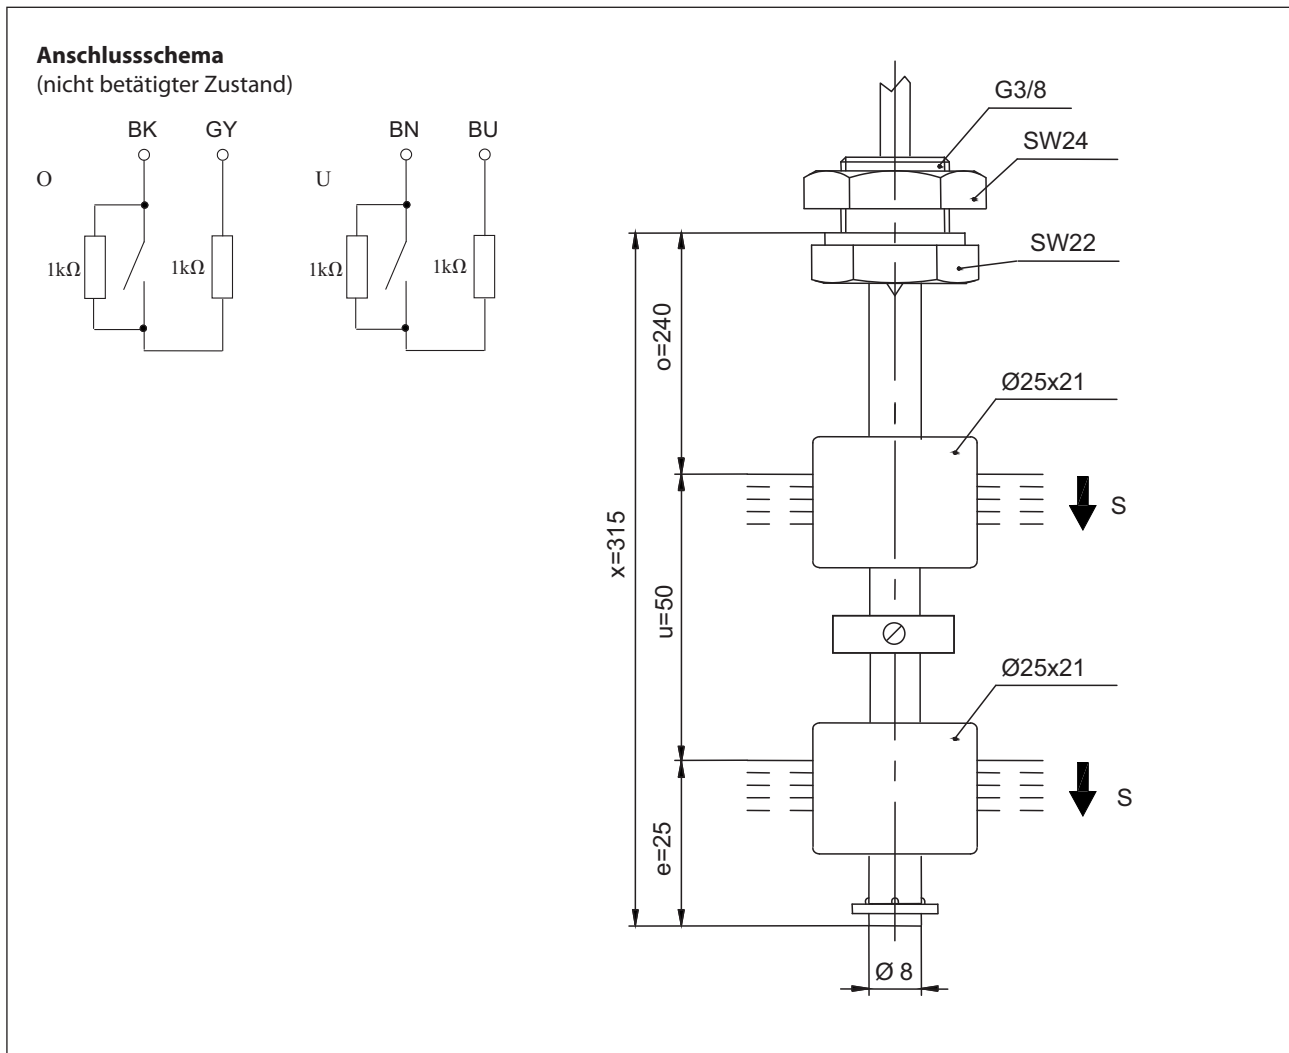 Anschlussschema
(nicht betätigter Zustand)
BK GY
BN BU
O
U
1kΩ 1kΩ
1kΩ 1kΩ
G3/8
SW24
SW22
o=240
Ø25x21
S
x=315
u=50
Ø25x21
S
e=25
Ø 8